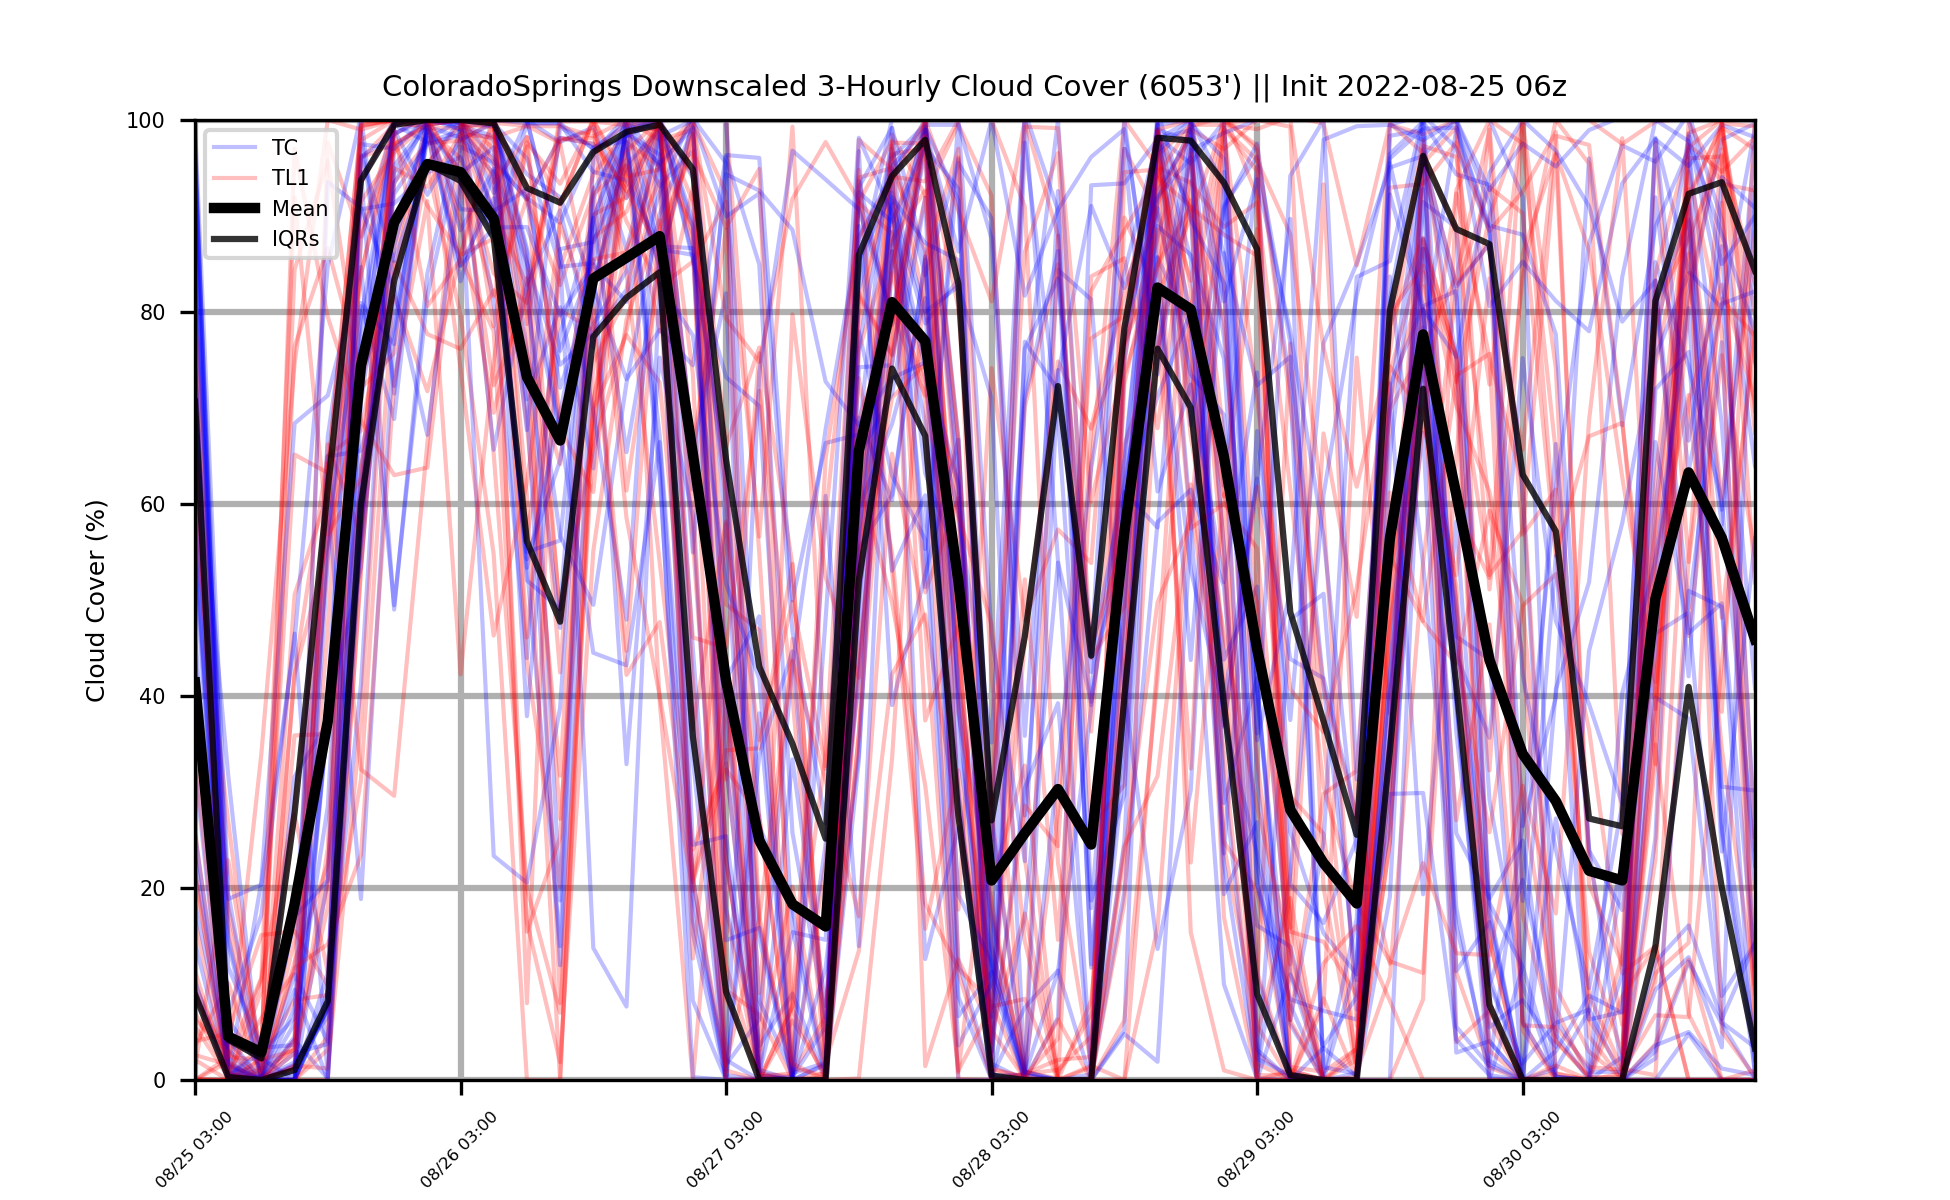 ColoradoSprings Downscaled 3-Hourly Cloud Cover (6053') || Init 2022-08-25 06z
100
80
60
40
20
0
Cloud Cover (%)
TC
TL1
Mean
IQRs
08/25 03:00
08/26 03:00
08/27 03:00
08/28 03:00
08/29 03:00
08/30 03:00